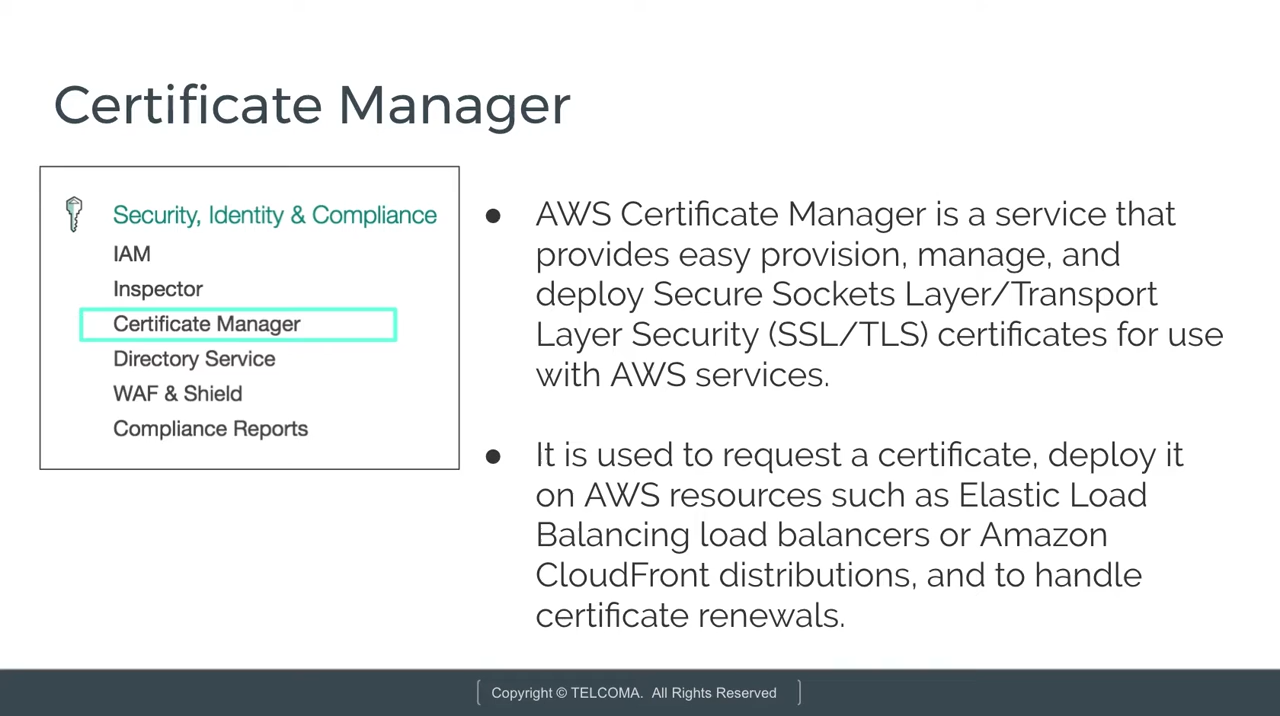 Certificate Manager
Security, Identity & Compliance
IAM
Inspector
Certificate Manager
Directory Service
WAF & Shield
Compliance Reports
● AWS Certificate Manager is a service that
provides easy provision, manage, and
deploy Secure Sockets Layer/Transport
Layer Security (SSL/TLS) certificates for use
with AWS services.
● It is used to request a certificate, deploy it
on AWS resources such as Elastic Load
Balancing load balancers or Amazon
CloudFront distributions, and to handle
certificate renewals.
Copyright © TELCOMA. All Rights Reserved